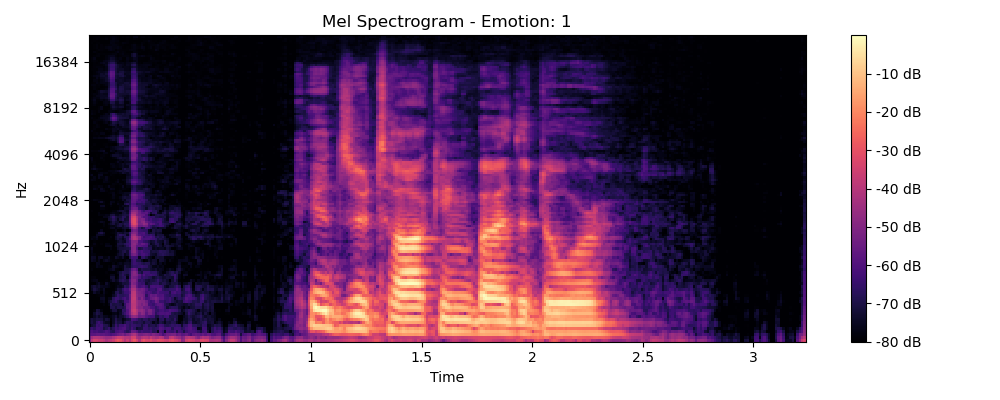 Mel Spectrogram - Emotion: 1
Hz
16384
8192
4096
2048
1024
512
0
0 0.5 1 1.5 2 2.5 3
Time
-10 dB
-20 dB
-30 dB
-40 dB
-50 dB
-60 dB
-70 dB
-80 dB